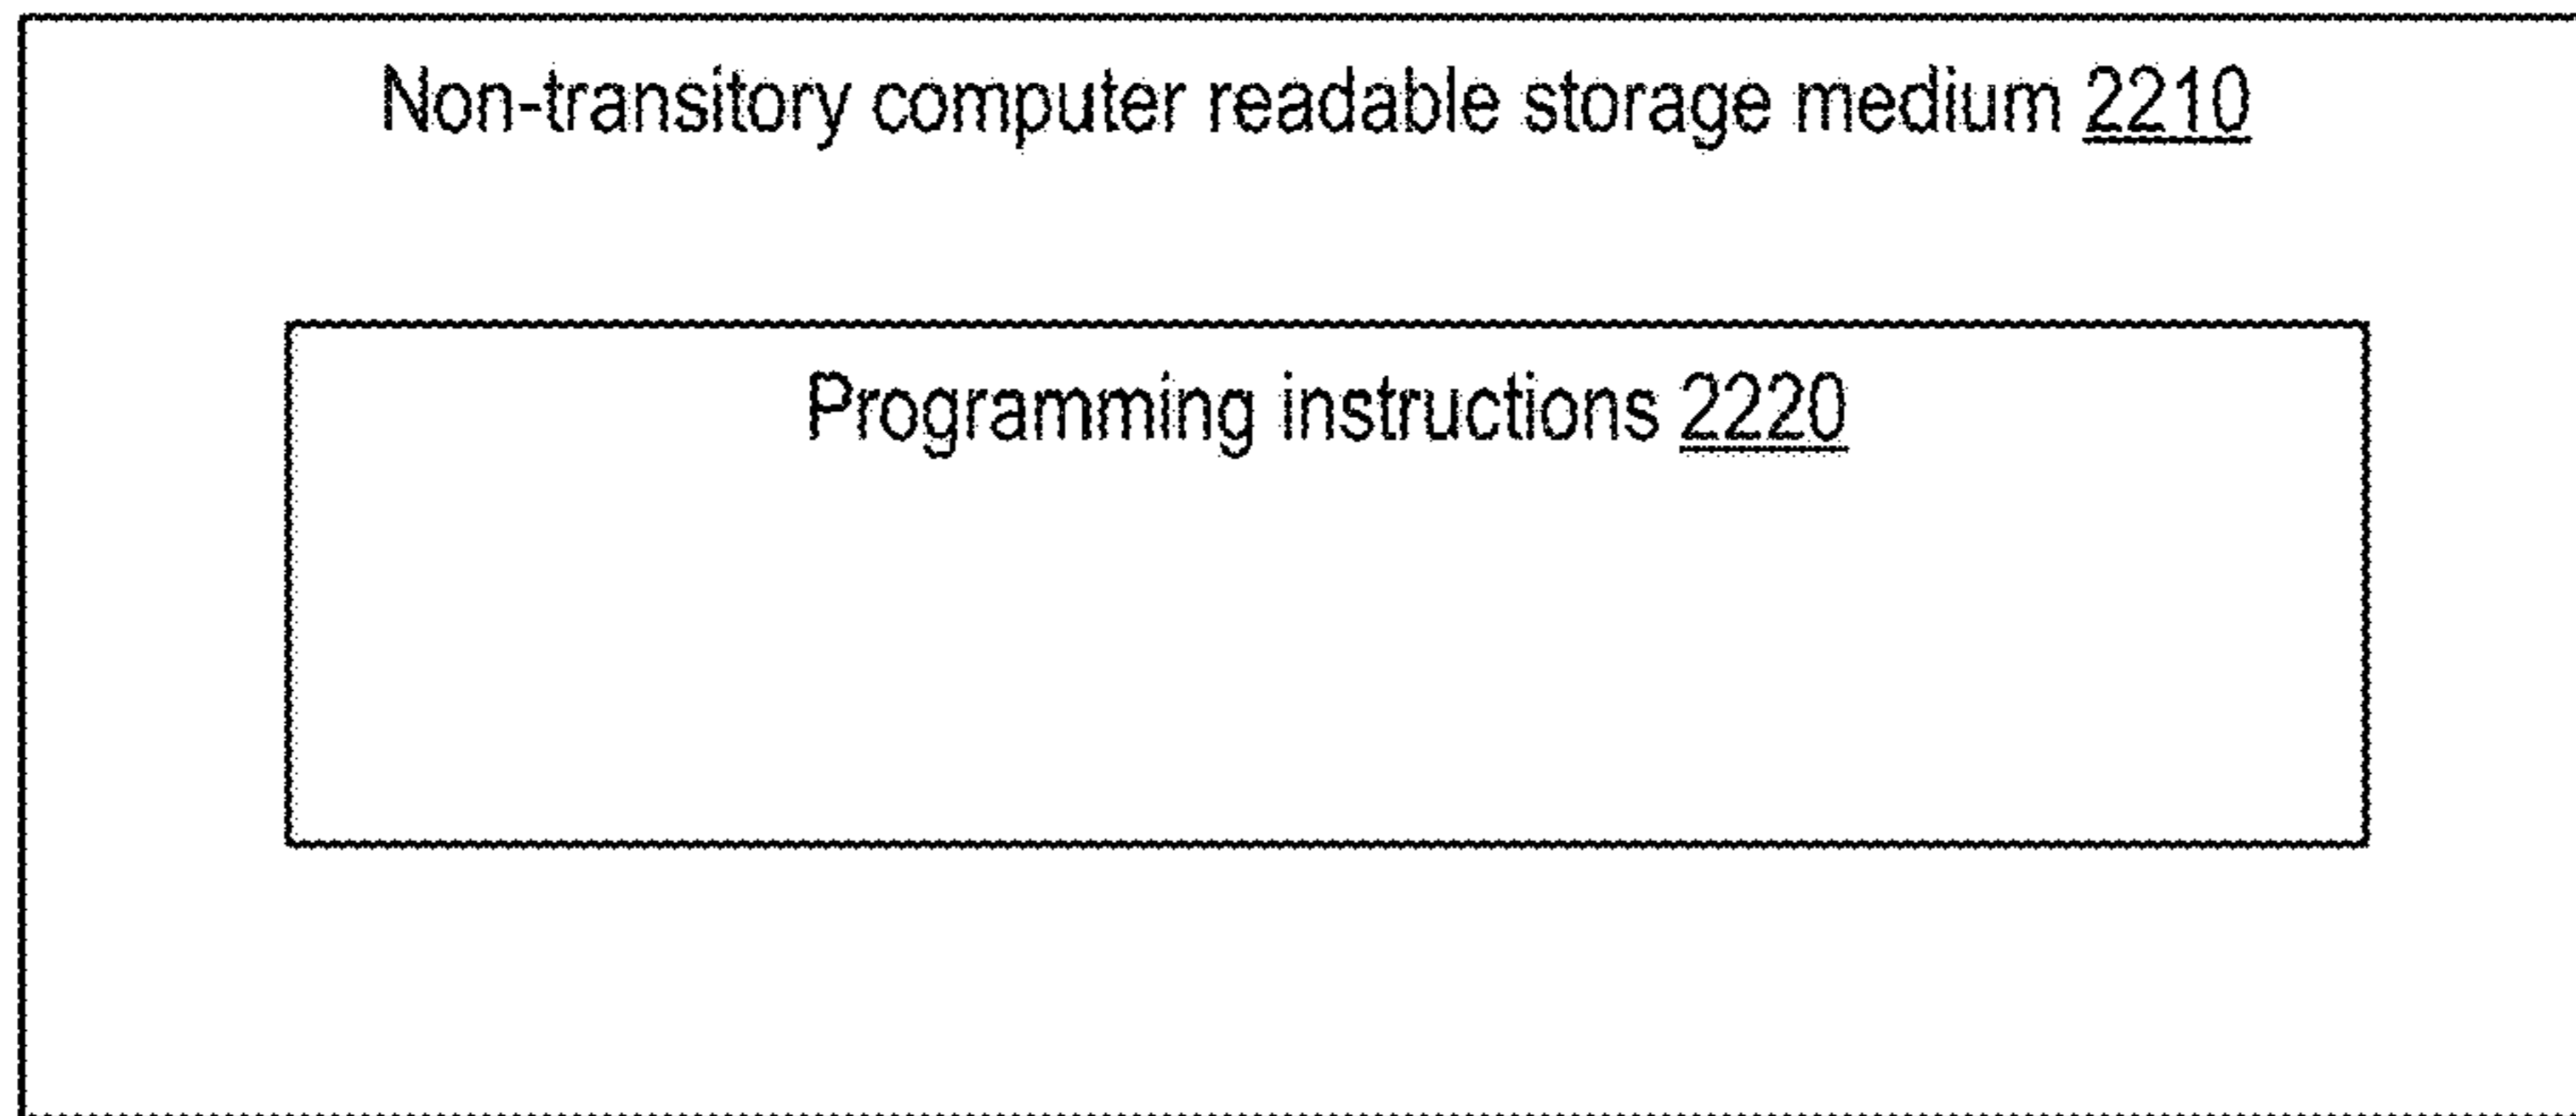 Non-transitory computer readable storage medium 2210
Programming instructions 2220